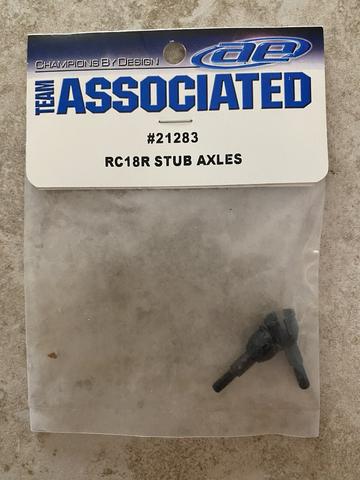 CHAMPIONS BY DESIGN
ae
TEAM ASSOCIATED
#21283
RC18R STUB AXLES